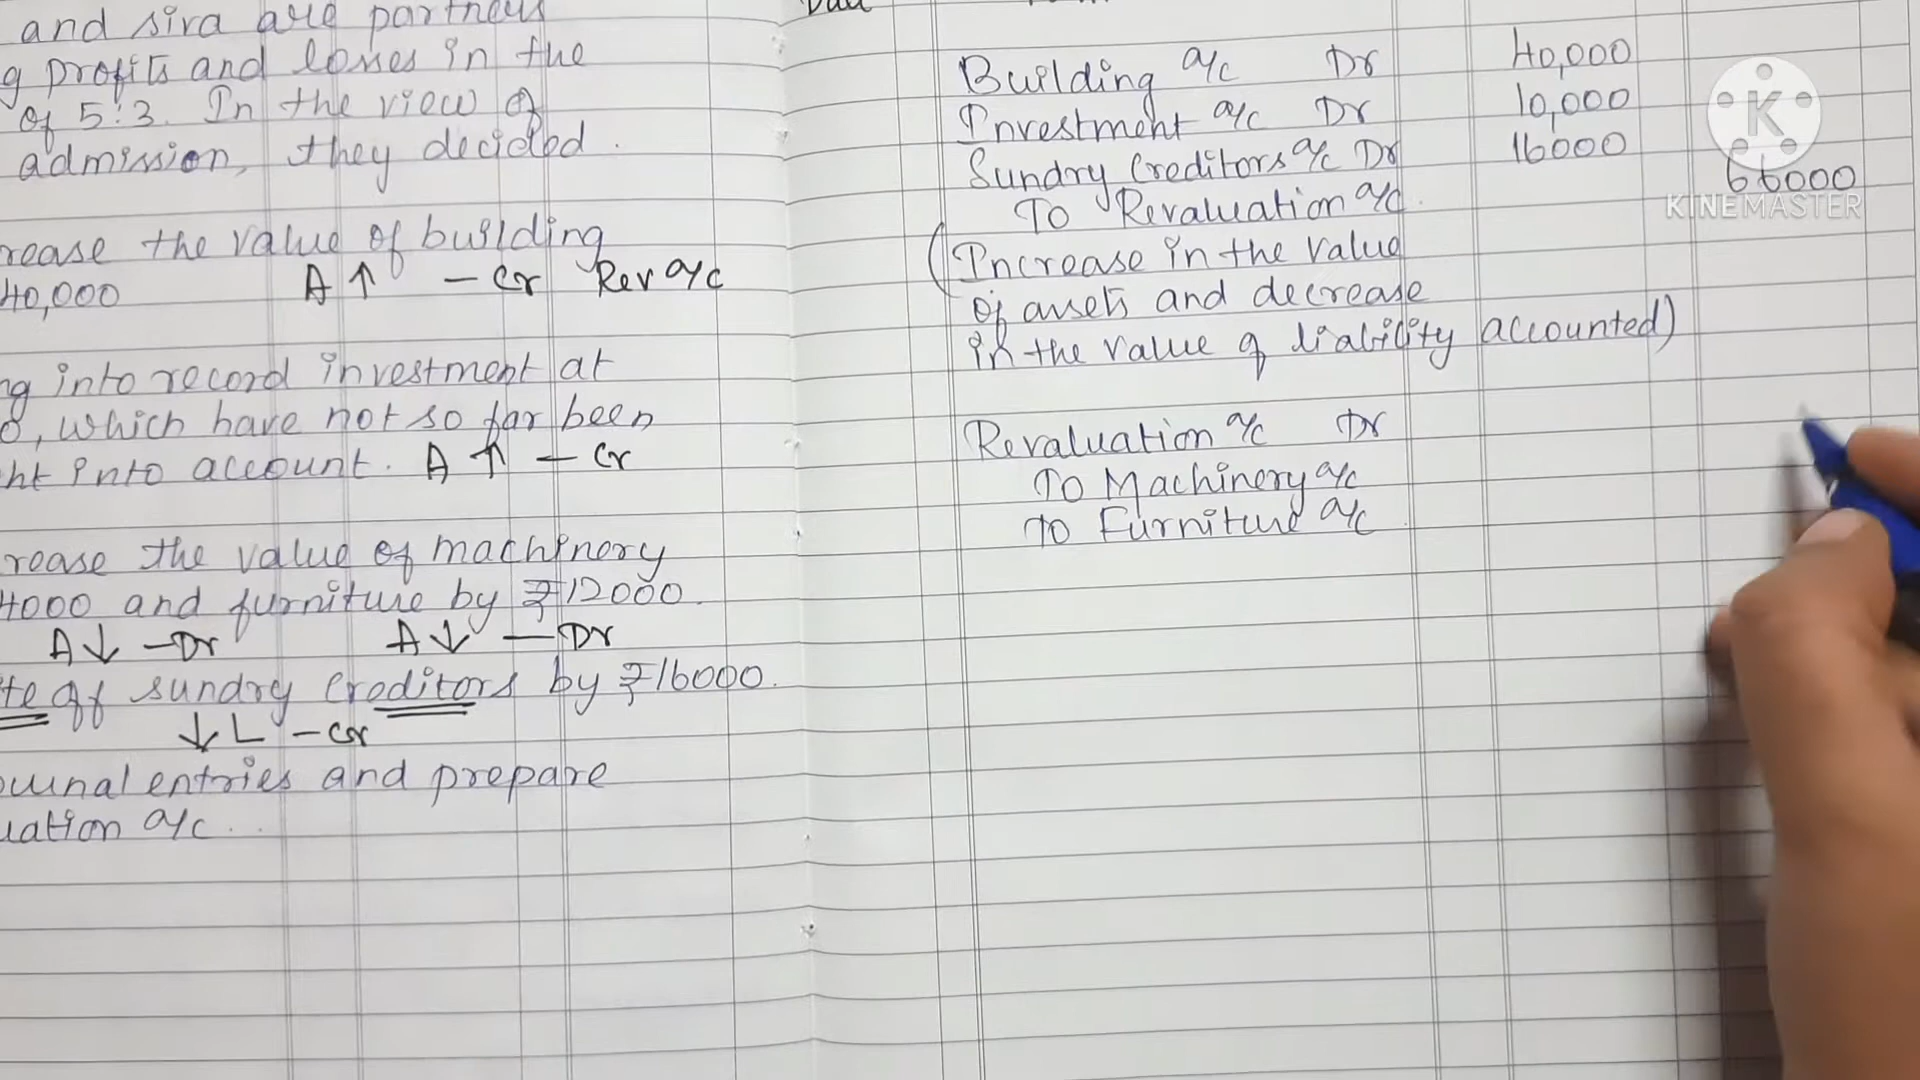 and siva are partners
g profits and losses in the
of 5:3. In the view of
admission, they decided.
rease the value of building
40,000 A ↑ - Cr Rev a/c
ng into record investment at
0, which have not so far been
ht into account. A ↑ - Cr
rease the value of machinery
4000 and furniture by ₹12000.
A ↓ - Dr A ↓ - Dr
te off sundry creditors by ₹16000.
↓ L - Cr
ournal entries and prepare
uation a/c.
Building a/c Dr 40,000
Investment a/c Dr 10,000
Sundry Creditors a/c Dr 16000
To Revaluation a/c. 66000
(Increase in the value
of assets and decrease
in the value of liability accounted)
Revaluation a/c Dr
To Machinery a/c
To Furniture a/c
K
KINEMASTER